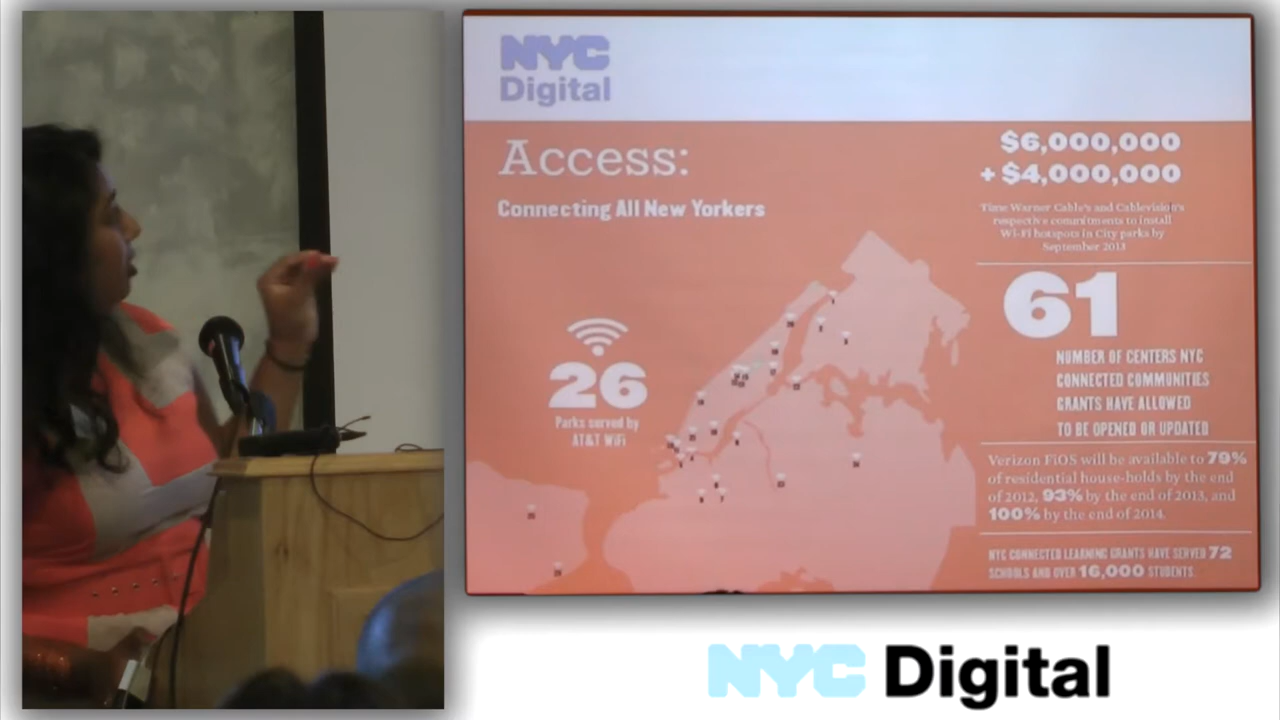 NYC
Digital
Access:
Connecting All New Yorkers
26
Parks served by
AT&T WiFi
$6,000,000
+ $4,000,000
Time Warner Cable's and Cablevision's
respective commitments to install
Wi-Fi hotspots in City parks by
September 2013
61
NUMBER OF CENTERS NYC
CONNECTED COMMUNITIES
GRANTS HAVE ALLOWED
TO BE OPENED OR UPDATED
Verizon FiOS will be available to 79%
of residential house-holds by the end
of 2012, 93% by the end of 2013, and
100% by the end of 2014.
NYC CONNECTED LEARNING GRANTS HAVE SERVED 72
SCHOOLS AND OVER 16,000 STUDENTS.
NYC Digital